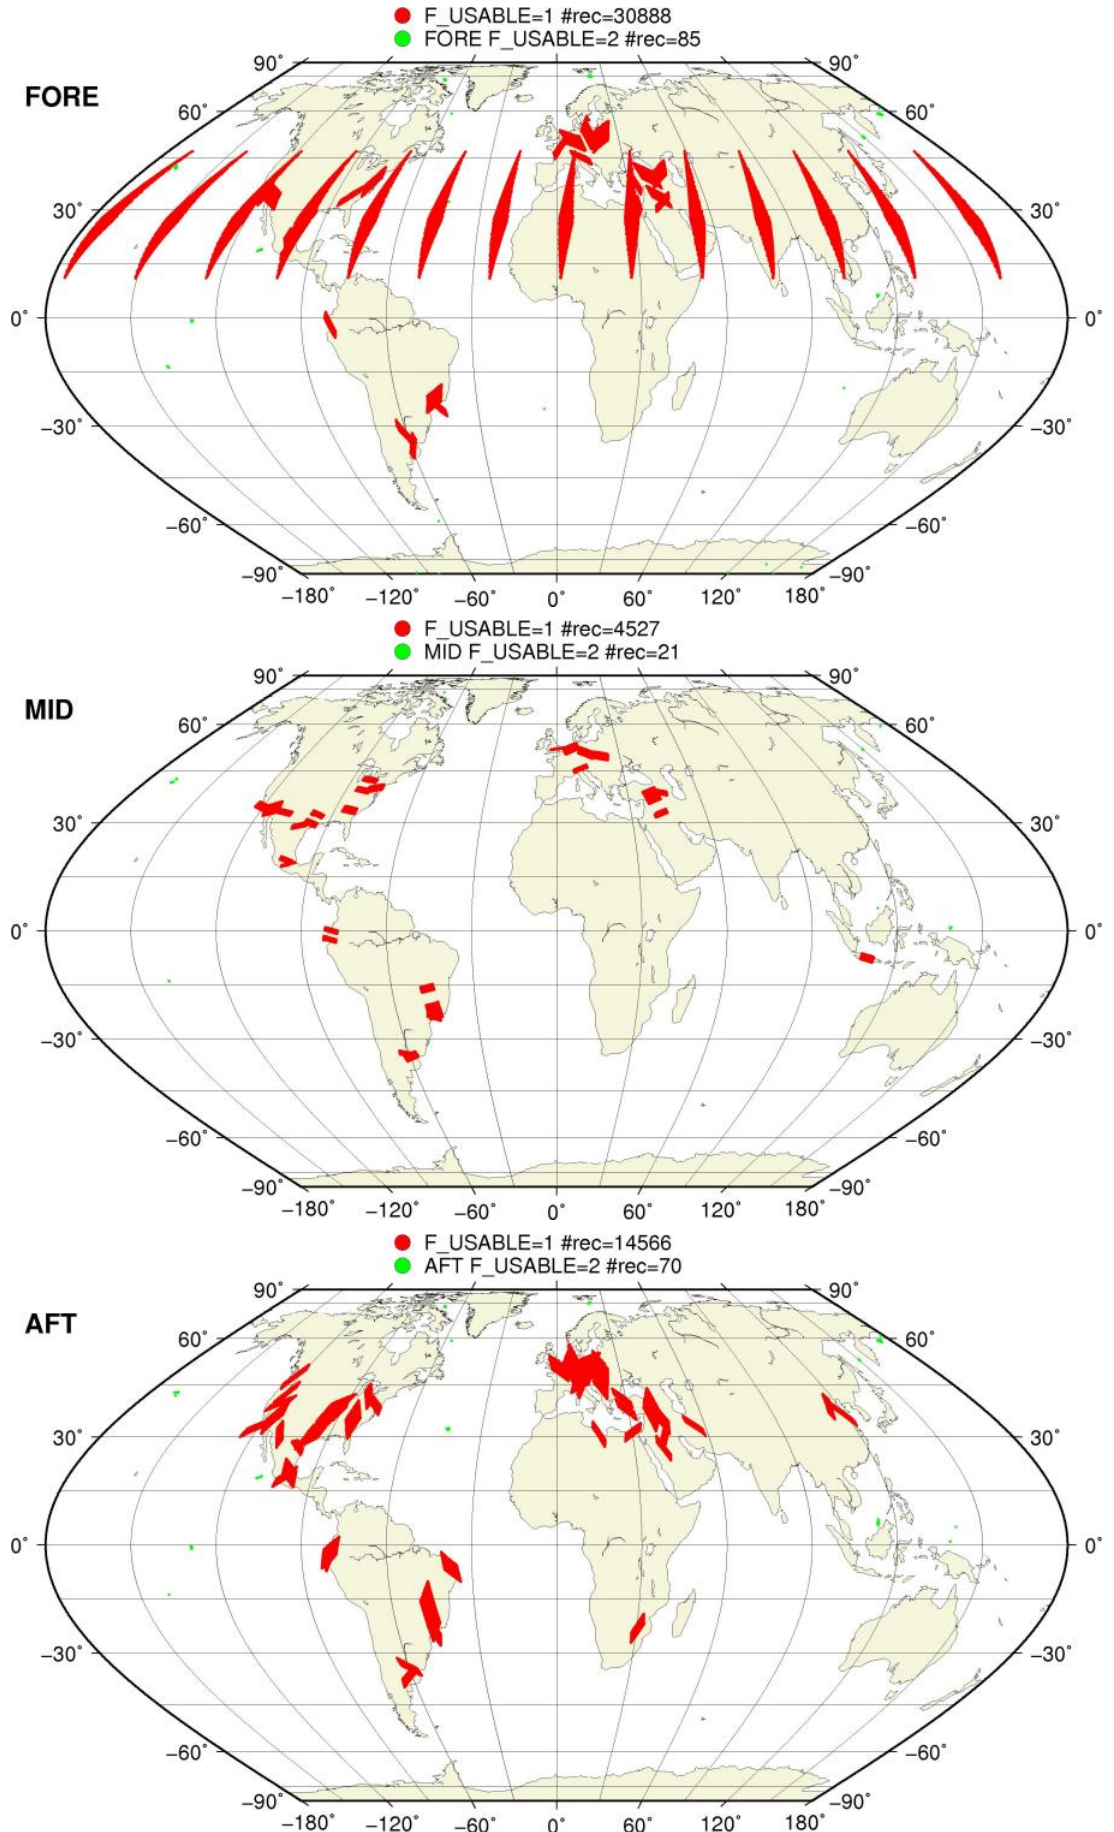 F_USABLE=1 #rec=30888
FORE F_USABLE=2 #rec=85
FORE
90˚ 90˚
60˚ 60˚
30˚ 30˚
0˚ 0˚
−30˚ −30˚
−60˚ −60˚
−90˚ −90˚
−180˚ −120˚ −60˚ 0˚ 60˚ 120˚ 180˚
F_USABLE=1 #rec=4527
MID F_USABLE=2 #rec=21
MID
90˚ 90˚
60˚ 60˚
30˚ 30˚
0˚ 0˚
−30˚ −30˚
−60˚ −60˚
−90˚ −90˚
−180˚ −120˚ −60˚ 0˚ 60˚ 120˚ 180˚
F_USABLE=1 #rec=14566
AFT F_USABLE=2 #rec=70
AFT
90˚ 90˚
60˚ 60˚
30˚ 30˚
0˚ 0˚
−30˚ −30˚
−60˚ −60˚
−90˚ −90˚
−180˚ −120˚ −60˚ 0˚ 60˚ 120˚ 180˚